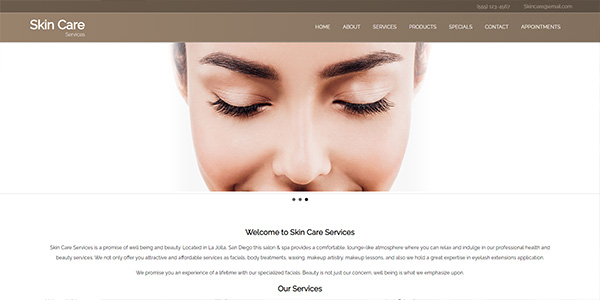 (555) 123-4567 Skincare@email.com
Skin Care
Services
HOME ABOUT SERVICES PRODUCTS SPECIALS CONTACT APPOINTMENTS
Welcome to Skin Care Services
Skin Care Services is a promise of well being and beauty. Located in La Jolla, San Diego this salon & spa provides a comfortable, lounge-like atmosphere where you can relax and indulge in our professional health and
beauty services. We not only offer you attractive and affordable services as facials, body treatments, waxing, makeup artistry, makeup lessons, and also we hold a great expertise in eyelash extensions application.
We promise you an experience of a lifetime with our specialized facials. Beauty is not just our concern, well being is what we emphasize upon.
Our Services